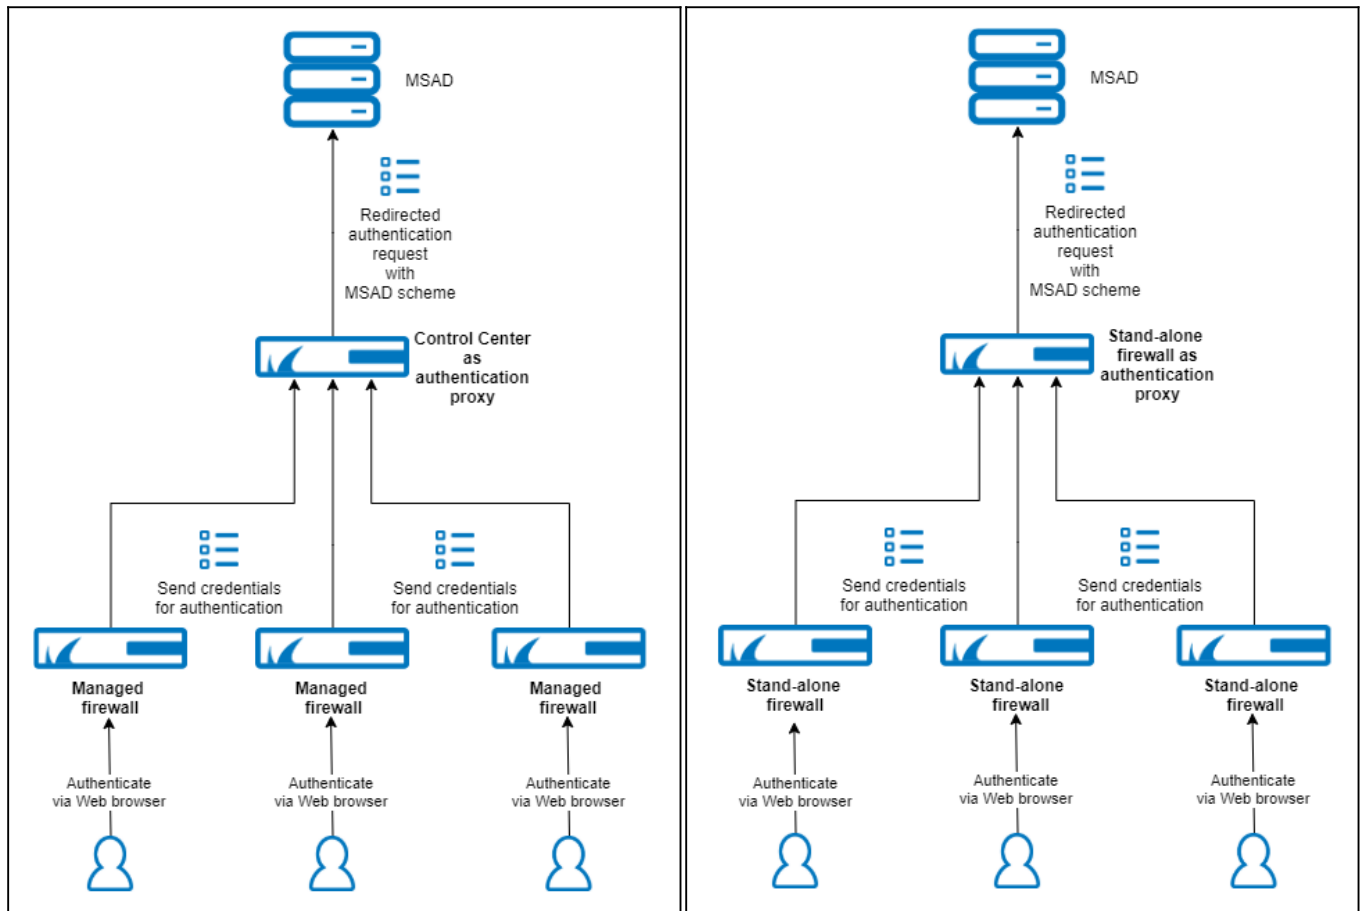 MSAD
Redirected
authentication
request
with
MSAD scheme
Control Center
as
authentication
proxy
Send credentials
for authentication
Send credentials
for authentication
Managed
firewall
Managed
firewall
Managed
firewall
Authenticate
via Web browser
Authenticate
via Web browser
Authenticate
via Web browser
MSAD
Redirected
authentication
request
with
MSAD scheme
Stand-alone
firewall as
authentication
proxy
Send credentials
for authentication
Send credentials
for authentication
Stand-alone
firewall
Stand-alone
firewall
Stand-alone
firewall
Authenticate
via Web browser
Authenticate
via Web browser
Authenticate
via Web browser